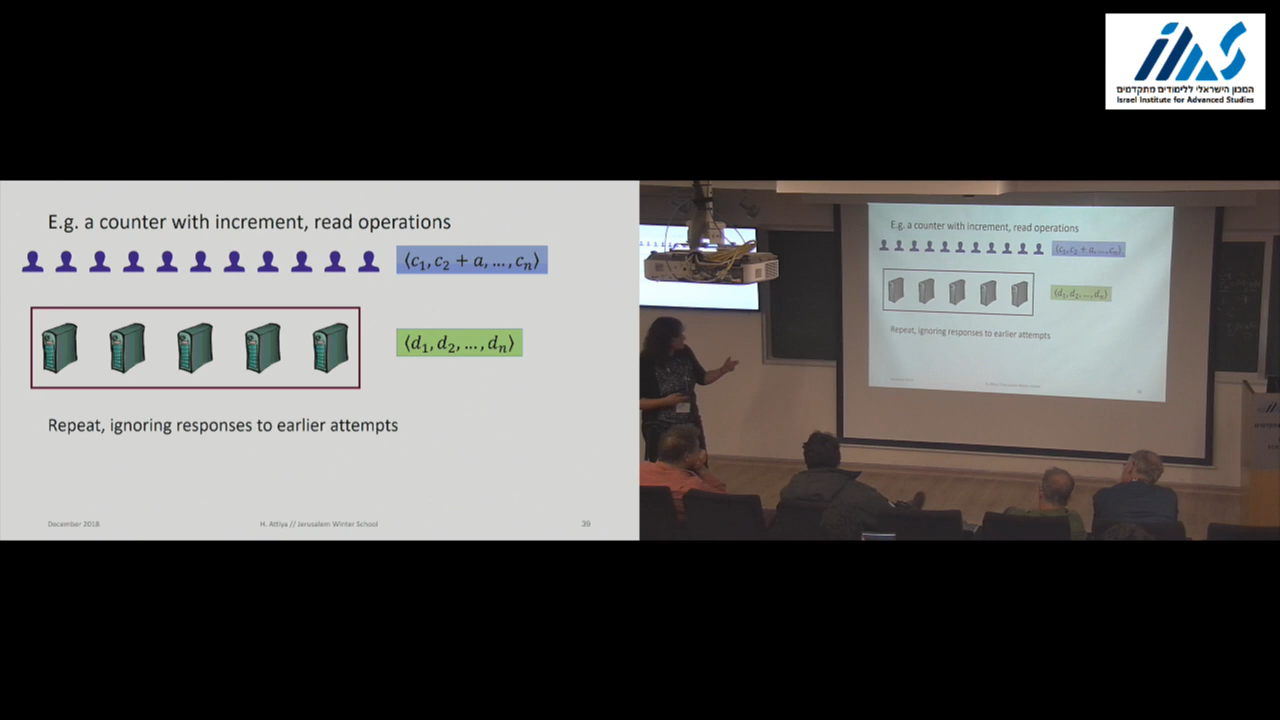 המכון הישראלי ללימודים מתקדמים
Israel Institute for Advanced Studies
E.g. a counter with increment, read operations
⟨c₁, c₂ + a, …, cₙ⟩
⟨d₁, d₂, …, dₙ⟩
Repeat, ignoring responses to earlier attempts
December 2018
H. Attiya // Jerusalem Winter School
39
E.g. a counter with increment, read operations
⟨c₁, c₂ + a, …, cₙ⟩
⟨d₁, d₂, …, dₙ⟩
Repeat, ignoring responses to earlier attempts